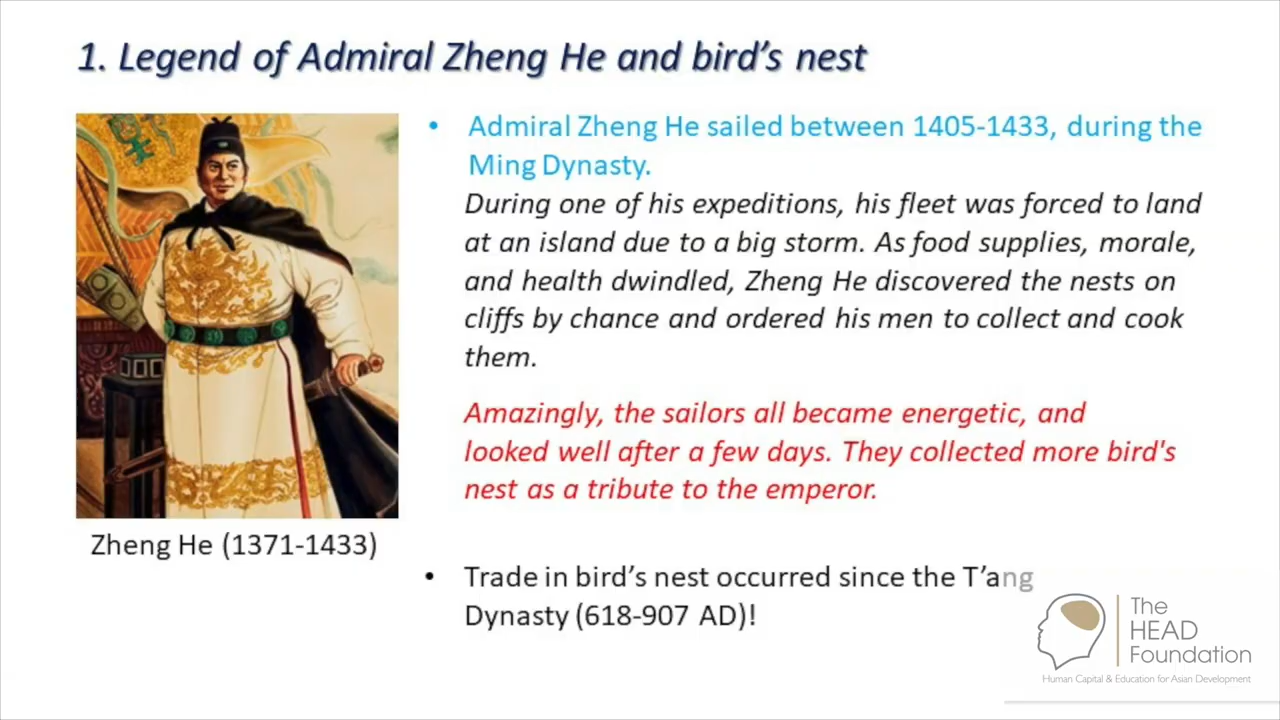 1. Legend of Admiral Zheng He and bird’s nest
• Admiral Zheng He sailed between 1405-1433, during the
Ming Dynasty.
During one of his expeditions, his fleet was forced to land
at an island due to a big storm. As food supplies, morale,
and health dwindled, Zheng He discovered the nests on
cliffs by chance and ordered his men to collect and cook
them.
Amazingly, the sailors all became energetic, and
looked well after a few days. They collected more bird's
nest as a tribute to the emperor.
Zheng He (1371-1433)
• Trade in bird’s nest occurred since the T’ang
Dynasty (618-907 AD)!
The
HEAD
Foundation
Human Capital & Education for Asian Development